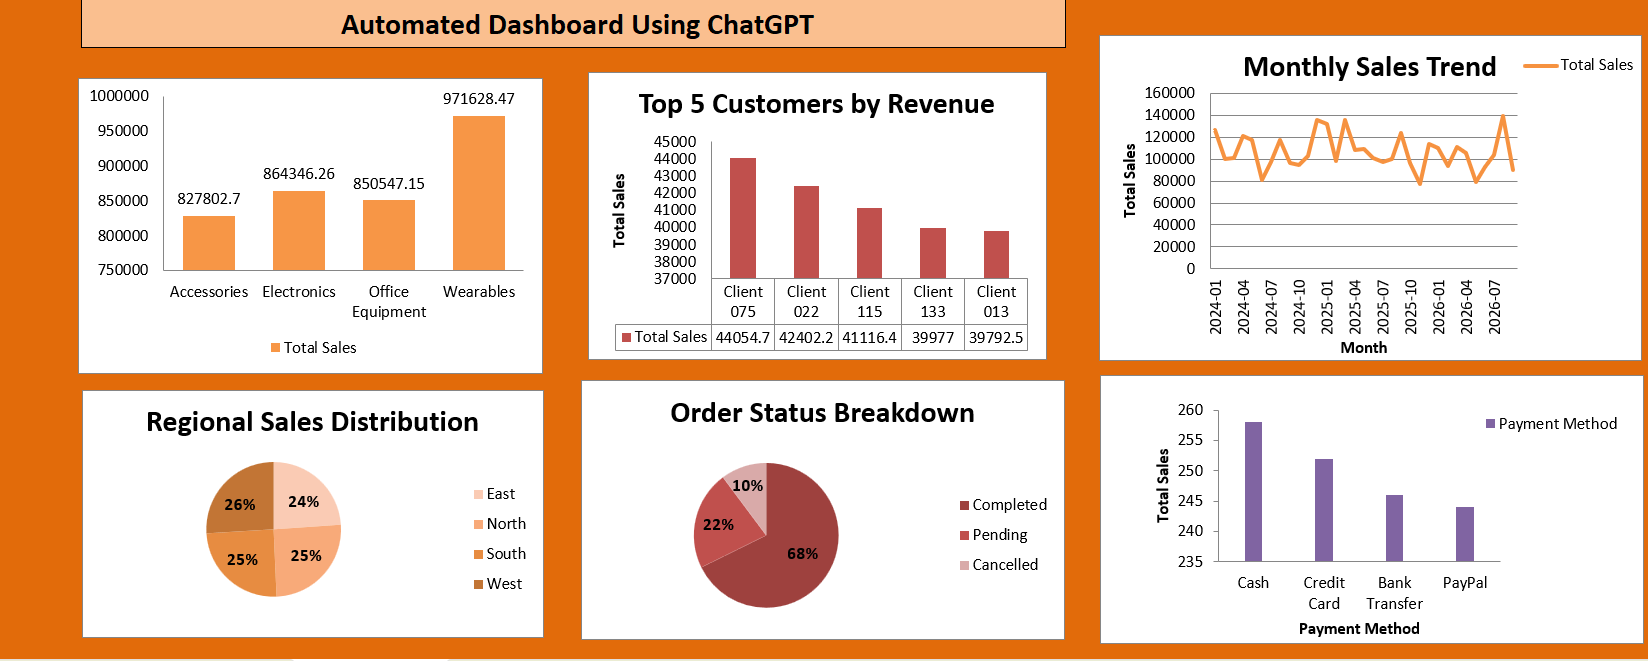 Automated Dashboard Using ChatGPT
1000000
950000
900000
850000
800000
750000
827802.7
864346.26
850547.15
971628.47
Accessories
Electronics
Office
Equipment
Wearables
Total Sales
Top 5 Customers by Revenue
Total Sales
45000
44000
43000
42000
41000
40000
39000
38000
37000
Client
075
Client
022
Client
115
Client
133
Client
013
Total Sales 44054.7 42402.2 41116.4 39977 39792.5
Monthly Sales Trend
Total Sales
Total Sales
160000
140000
120000
100000
80000
60000
40000
20000
0
2024-01
2024-04
2024-07
2024-10
2025-01
2025-04
2025-07
2025-10
2026-01
2026-04
2026-07
Month
Regional Sales Distribution
24%
25%
25%
26%
East
North
South
West
Order Status Breakdown
10%
22%
68%
Completed
Pending
Cancelled
Total Sales
260
255
250
245
240
235
Payment Method
Cash
Credit
Card
Bank
Transfer
PayPal
Payment Method